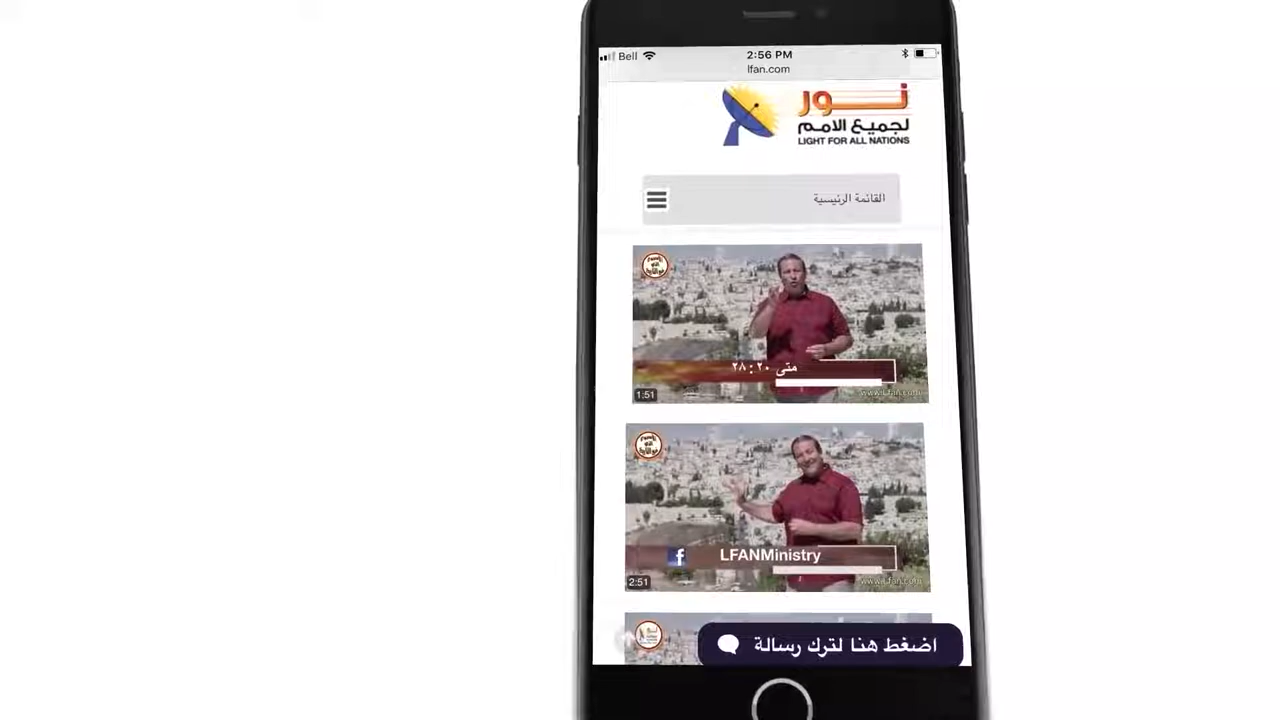 Bell
2:56 PM
lfan.com
نور
لجميع الامم
LIGHT FOR ALL NATIONS
القائمة الرئيسية
متى ٢٨:٢٠
1:51
www.Lfan.com
LFANMinistry
2:51
www.Lfan.com
اضغط هنا لترك رسالة